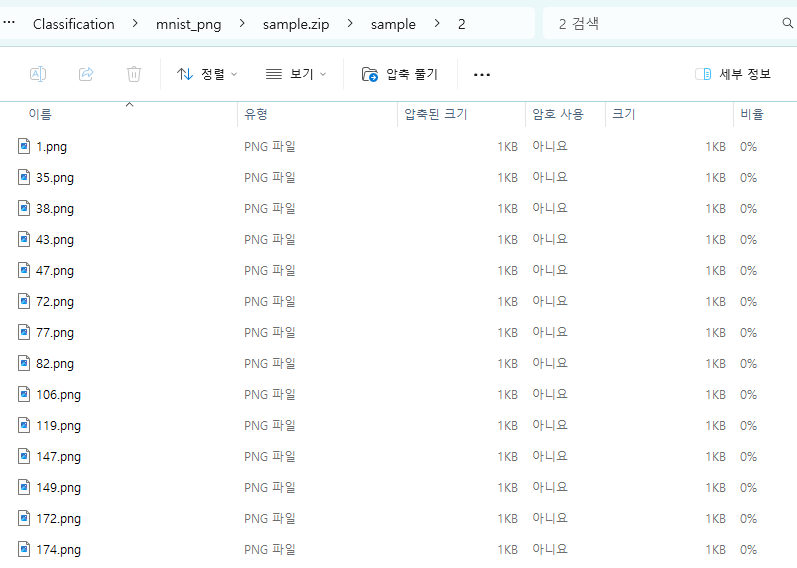 ··· Classification > mnist_png > sample.zip > sample > 2 2 검색
정렬 보기 압축 풀기 ··· 세부 정보
이름 유형 압축된 크기 암호 사용 크기 비율
1.png PNG 파일 1KB 아니요 1KB 0%
35.png PNG 파일 1KB 아니요 1KB 0%
38.png PNG 파일 1KB 아니요 1KB 0%
43.png PNG 파일 1KB 아니요 1KB 0%
47.png PNG 파일 1KB 아니요 1KB 0%
72.png PNG 파일 1KB 아니요 1KB 0%
77.png PNG 파일 1KB 아니요 1KB 0%
82.png PNG 파일 1KB 아니요 1KB 0%
106.png PNG 파일 1KB 아니요 1KB 0%
119.png PNG 파일 1KB 아니요 1KB 0%
147.png PNG 파일 1KB 아니요 1KB 0%
149.png PNG 파일 1KB 아니요 1KB 0%
172.png PNG 파일 1KB 아니요 1KB 0%
174.png PNG 파일 1KB 아니요 1KB 0%